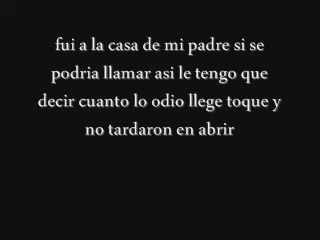 fui a la casa de mi padre si se
podria llamar asi le tengo que
decir cuanto lo odio llege toque y
no tardaron en abrir